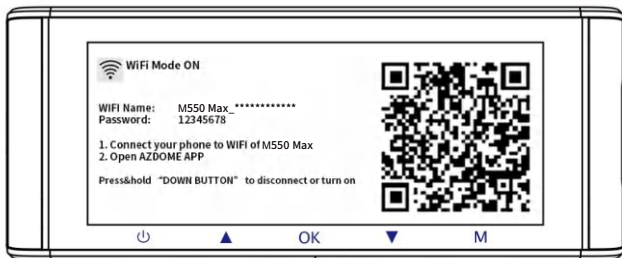 WiFi Mode ON
WIFI Name: M550 Max_************
Password: 12345678
1. Connect your phone to WIFI of M550 Max
2. Open AZDOME APP
Press&hold “DOWN BUTTON” to disconnect or turn on
OK M